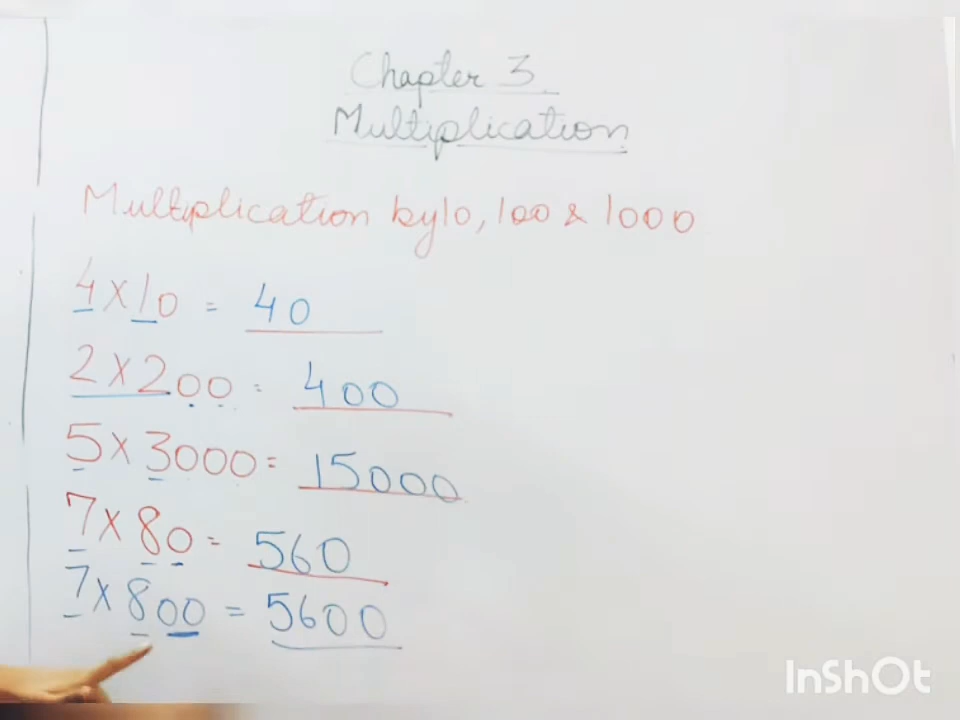 Chapter 3
Multiplication
Multiplication by 10, 100 & 1000
4 x 10 = 40
2 x 200 = 400
5 x 3000 = 15000
7 x 80 = 560
7 x 800 = 5600
InShOt